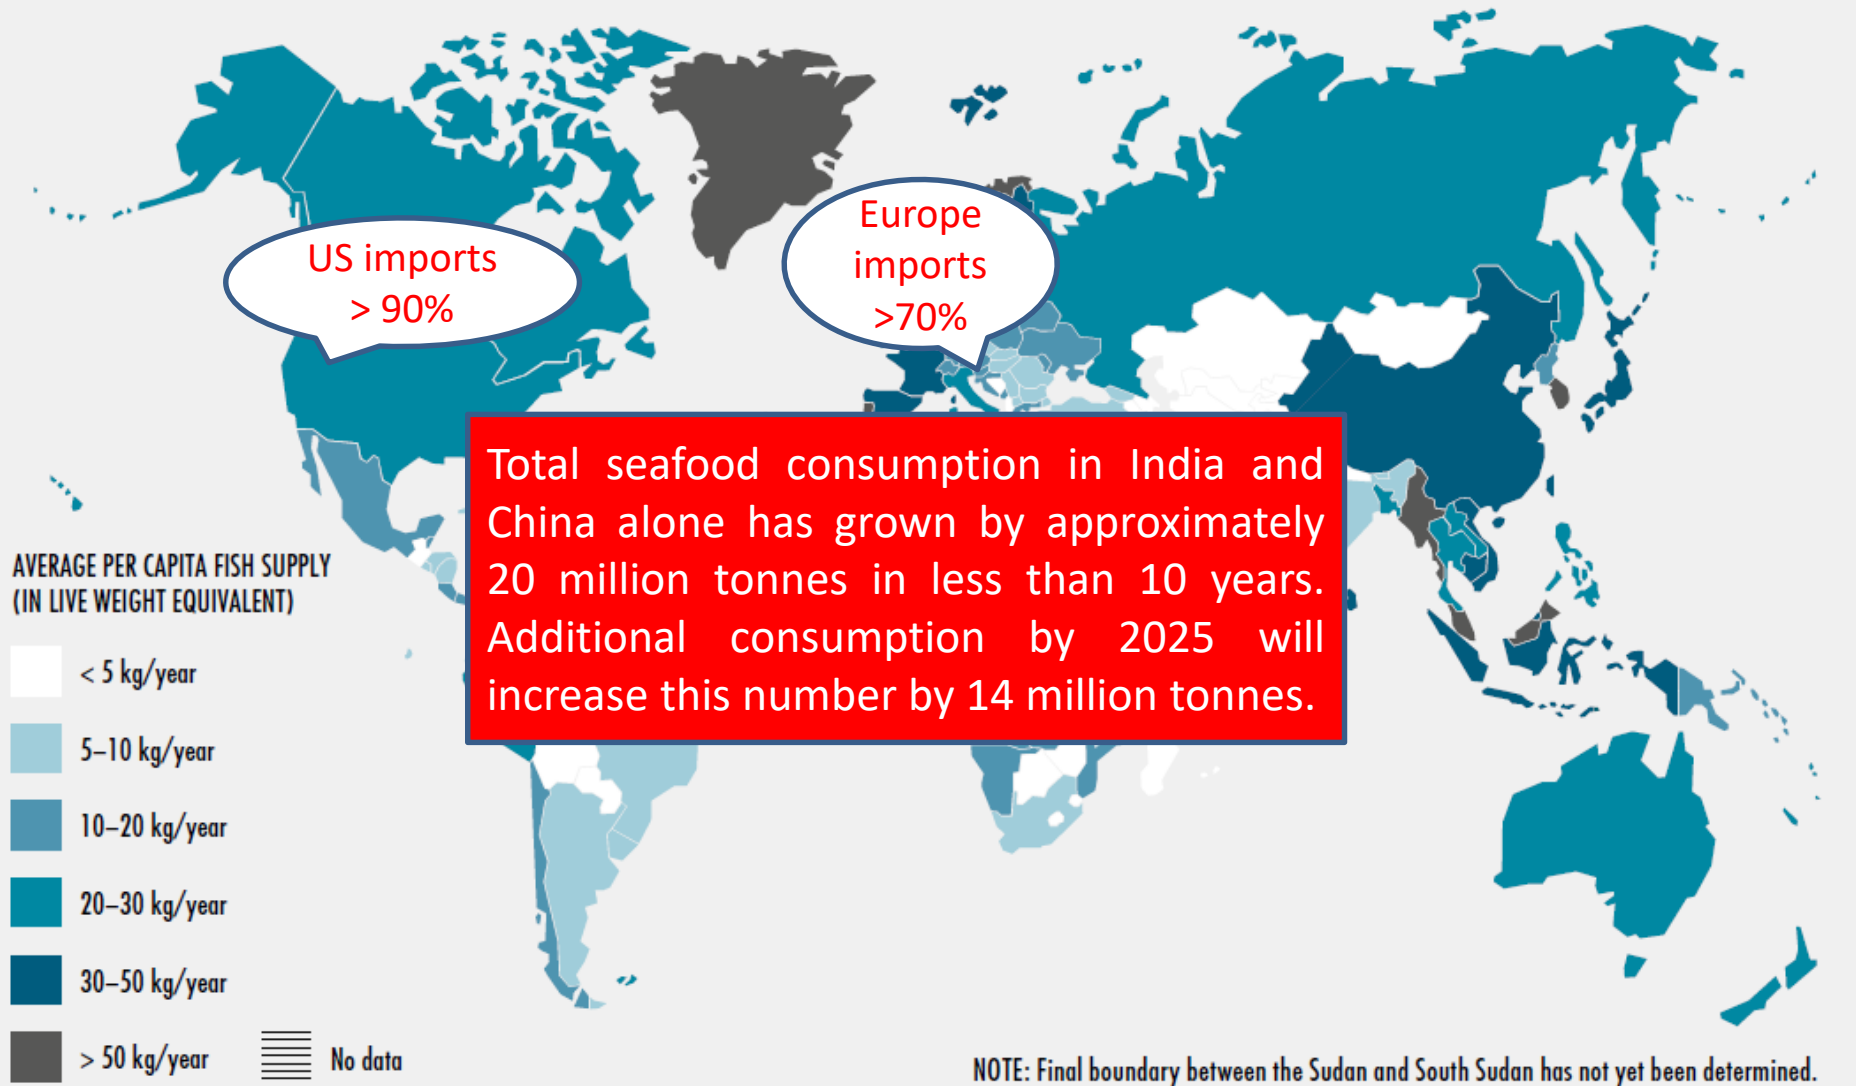 US imports
> 90%
Europe
imports
>70%
Total seafood consumption in India and
China alone has grown by approximately
20 million tonnes in less than 10 years.
Additional consumption by 2025 will
increase this number by 14 million tonnes.
AVERAGE PER CAPITA FISH SUPPLY
(IN LIVE WEIGHT EQUIVALENT)
< 5 kg/year
5–10 kg/year
10–20 kg/year
20–30 kg/year
30–50 kg/year
> 50 kg/year
No data
NOTE: Final boundary between the Sudan and South Sudan has not yet been determined.